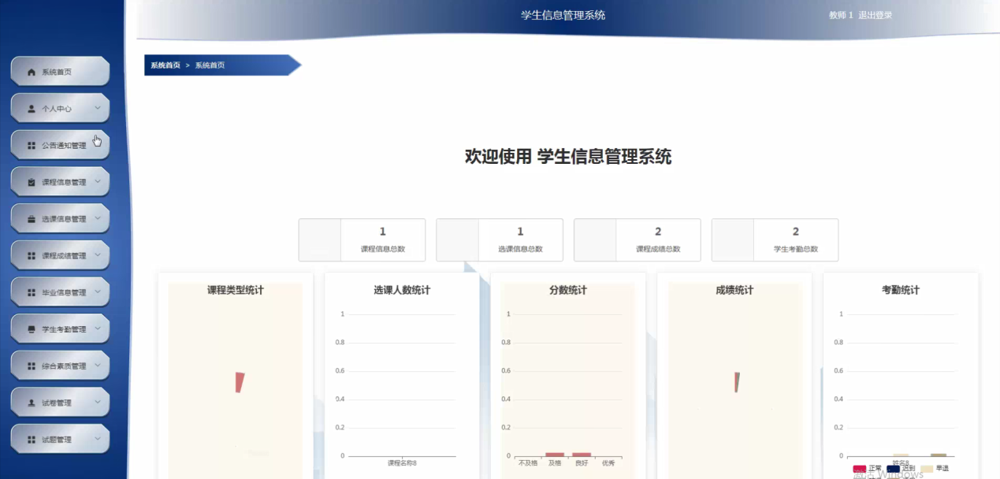 学生信息管理系统
教师 1 退出登录
系统首页 > 系统首页
系统首页
个人中心
公告通知管理
课程信息管理
选课信息管理
课程成绩管理
毕业信息管理
学生考勤管理
综合素质管理
试卷管理
试题管理
欢迎使用 学生信息管理系统
1
课程信息总数
1
选课信息总数
2
课程成绩总数
2
学生考勤总数
课程类型统计
选课人数统计
1
0.8
0.6
0.4
0.2
0
课程名称8
分数统计
1
0.8
0.6
0.4
0.2
0
不及格 及格 良好 优秀
成绩统计
考勤统计
1
0.8
0.6
0.4
0.2
0
姓名8
正常 迟到 早退
激活 Windows